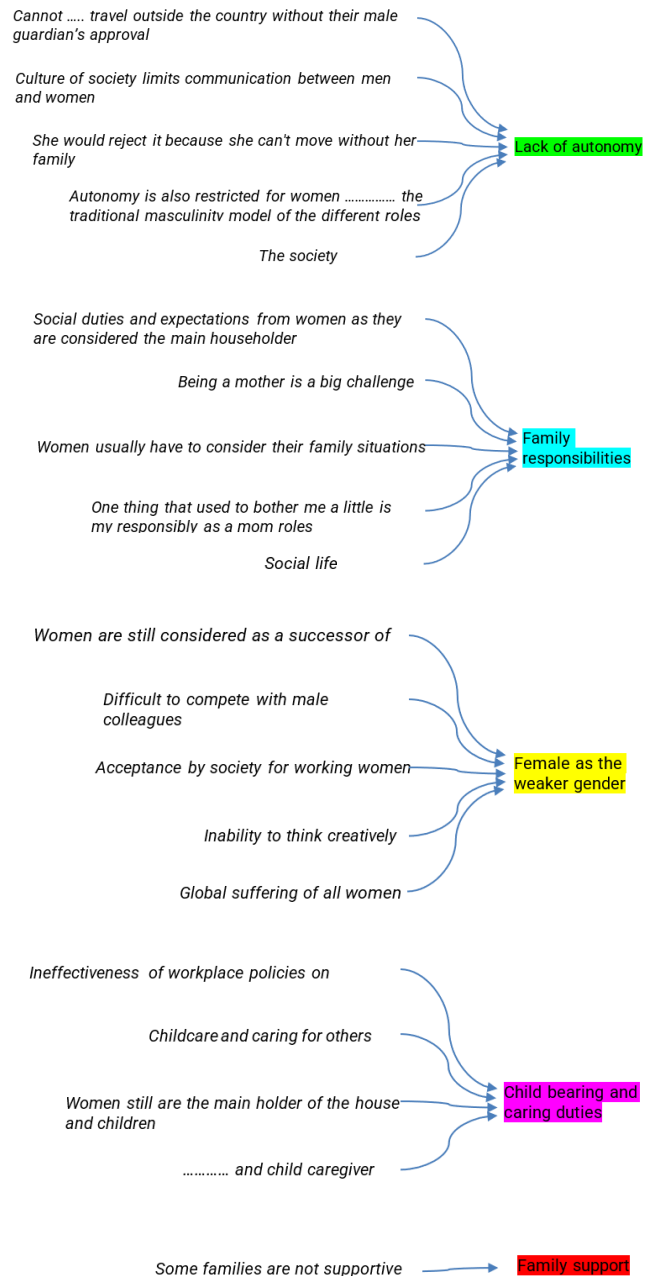 Cannot ..... travel outside the country without their male
guardian's approval
Culture of society limits communication between men
and women
She would reject it because she can't move without her
family
Lack of autonomy
Autonomy is also restricted for women …………… the
traditional masculinity model of the different roles
The society
Social duties and expectations from women as they
are considered the main householder
Being a mother is a big challenge
Women usually have to consider their family situations
Family
responsibilities
One thing that used to bother me a little is
my responsibly as a mom roles
Social life
Women are still considered as a successor of
Difficult to compete with male
colleagues
Acceptance by society for working women
Female as the
weaker gender
Inability to think creatively
Global suffering of all women
Ineffectiveness of workplace policies on
Childcare and caring for others
Women still are the main holder of the house
and children
Child bearing and
caring duties
………… and child caregiver
Some families are not supportive
Family support